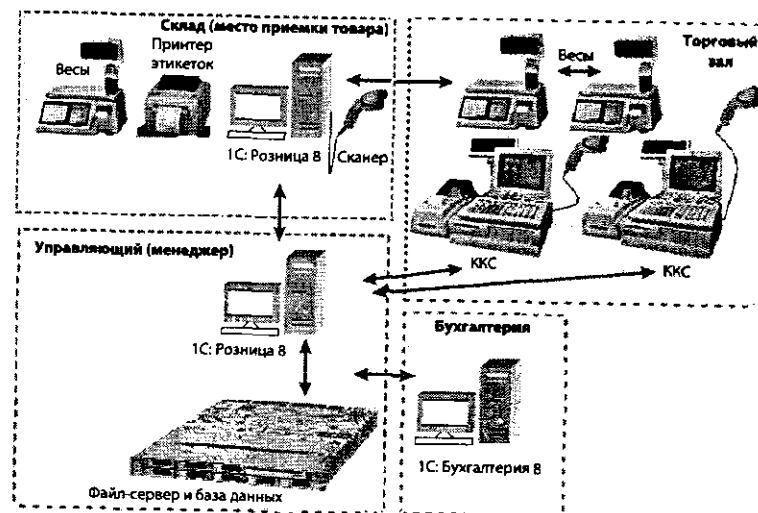 Склад (место приемки товара)
Весы
Принтер
этикеток
1С: Розница 8
Сканер
Весы
Торговый
зал
ККС
ККС
Управляющий (менеджер)
1С: Розница 8
Файл-сервер и база данных
Бухгалтерия
1С: Бухгалтерия 8